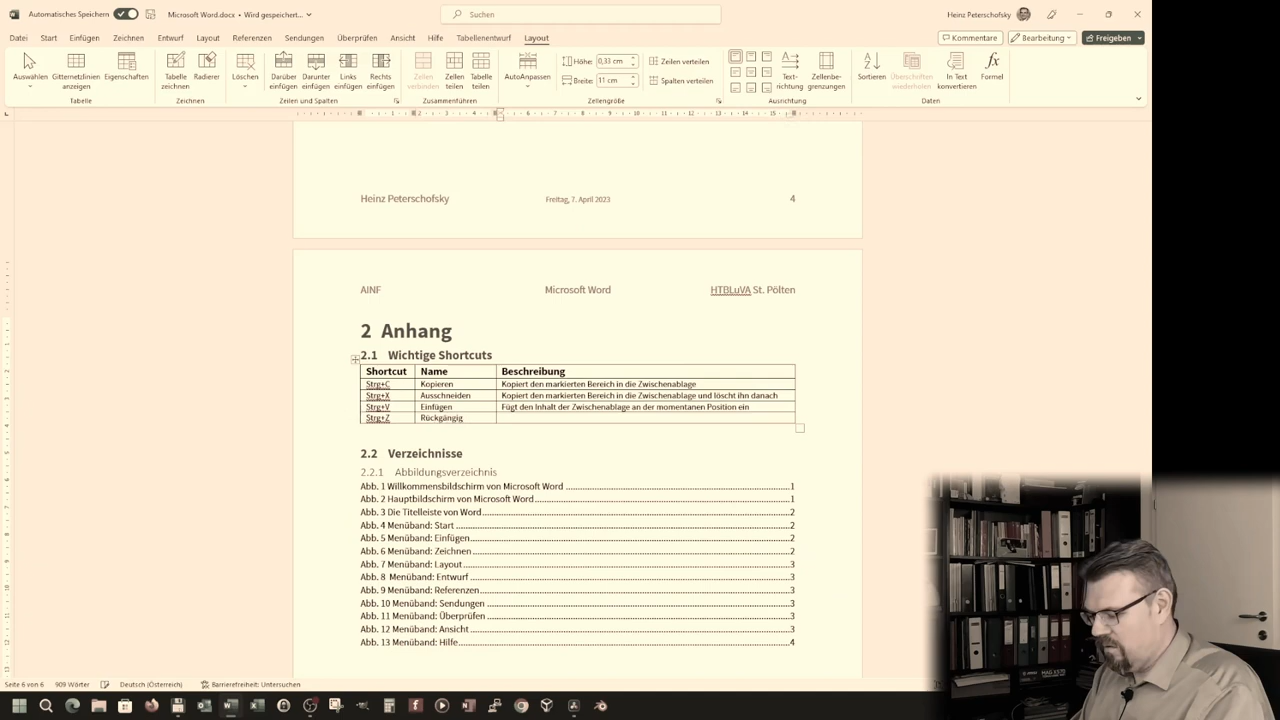 Automatisches Speichern
Microsoft Word.docx • Wird gespeichert...
Suchen
Heinz Peterschofsky
Datei Start Einfügen Zeichnen Entwurf Layout Referenzen Sendungen Überprüfen Ansicht Hilfe Tabellenentwurf Layout
Kommentare Bearbeitung Freigeben
Auswählen
Gitternetzlinien anzeigen
Eigenschaften
Tabelle zeichnen
Radierer
Löschen
Darüber einfügen
Darunter einfügen
Links einfügen
Rechts einfügen
Zellen verbinden
Zellen teilen
Tabelle teilen
AutoAnpassen
Höhe: 0,33 cm
Breite: 11 cm
Zeilen verteilen
Spalten verteilen
Text-richtung
Zellenbe-grenzungen
Sortieren
Überschriften wiederholen
In Text konvertieren
Formel
Tabelle Zeichnen Zeilen und Spalten Zusammenführen Zellengröße Ausrichtung Daten
Heinz Peterschofsky Freitag, 7. April 2023 4
AINF Microsoft Word HTBLuVA St. Pölten
2 Anhang
2.1 Wichtige Shortcuts
Shortcut Name Beschreibung
Strg+C Kopieren Kopiert den markierten Bereich in die Zwischenablage
Strg+X Ausschneiden Kopiert den markierten Bereich in die Zwischenablage und löscht ihn danach
Strg+V Einfügen Fügt den Inhalt der Zwischenablage an der momentanen Position ein
Strg+Z Rückgängig
2.2 Verzeichnisse
2.2.1 Abbildungsverzeichnis
Abb. 1 Willkommensbildschirm von Microsoft Word 1
Abb. 2 Hauptbildschirm von Microsoft Word 1
Abb. 3 Die Titelleiste von Word 2
Abb. 4 Menüband: Start 2
Abb. 5 Menüband: Einfügen 2
Abb. 6 Menüband: Zeichnen 2
Abb. 7 Menüband: Layout 3
Abb. 8 Menüband: Entwurf 3
Abb. 9 Menüband: Referenzen 3
Abb. 10 Menüband: Sendungen 3
Abb. 11 Menüband: Überprüfen 3
Abb. 12 Menüband: Ansicht 3
Abb. 13 Menüband: Hilfe 4
Seite 6 von 6 909 Wörter Deutsch (Österreich) Barrierefreiheit: Untersuchen